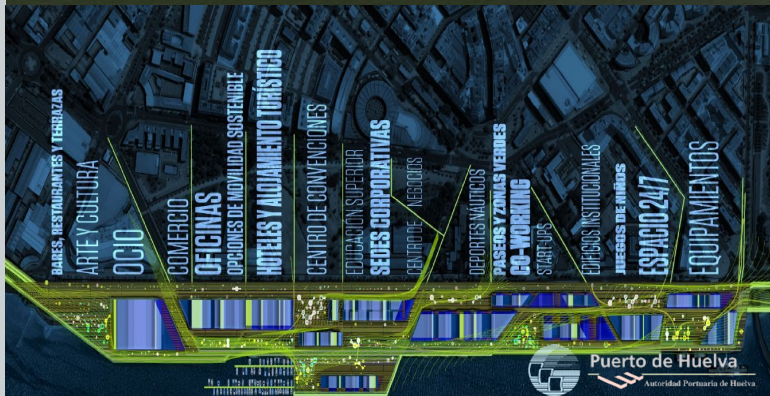 BARES, RESTAURANTES Y TERRAZAS
ARTE Y CULTURA
OCIO
COMERCIO
OFICINAS
OPCIONES DE MOVILIDAD SOSTENIBLE
HOTELES Y ALOJAMIENTO TURÍSTICO
CENTRO DE CONVENCIONES
EDUCACIÓN SUPERIOR
SEDES CORPORATIVAS
CENTRO DE NEGOCIOS
DEPORTES NÁUTICOS
PASEOS Y ZONAS VERDES
CO-WORKING
START-UPS
EDIFICIOS INSTITUCIONALES
JUEGOS DE NIÑOS
ESPACIO 24/7
EQUIPAMIENTOS
Puerto de Huelva
Autoridad Portuaria de Huelva